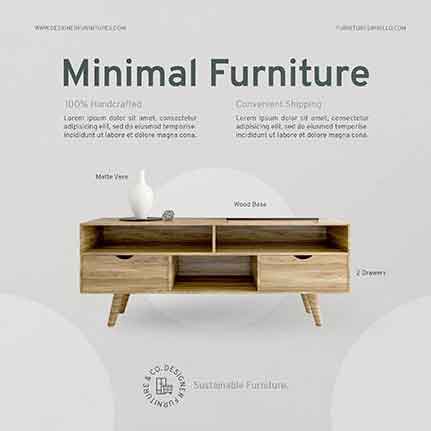 WWW.DESIGNERFURNITURES.COM
FURNITURES@HELLO.COM
Minimal Furniture
100% Handcrafted
Lorem ipsum dolor sit amet, consectetur
adipiscing elit, sed do eiusmod temporise
incididunt ut labore et dolore magna cona.
Convenient Shipping
Lorem ipsum dolor sit amet, consectetur
adipiscing elit, sed do eiusmod temporise
incididunt ut labore et dolore magna cona.
Matte Vere
Wood Base
2 Drawers
DESIGNER FURNITURE & CO.
Sustainable Furniture.